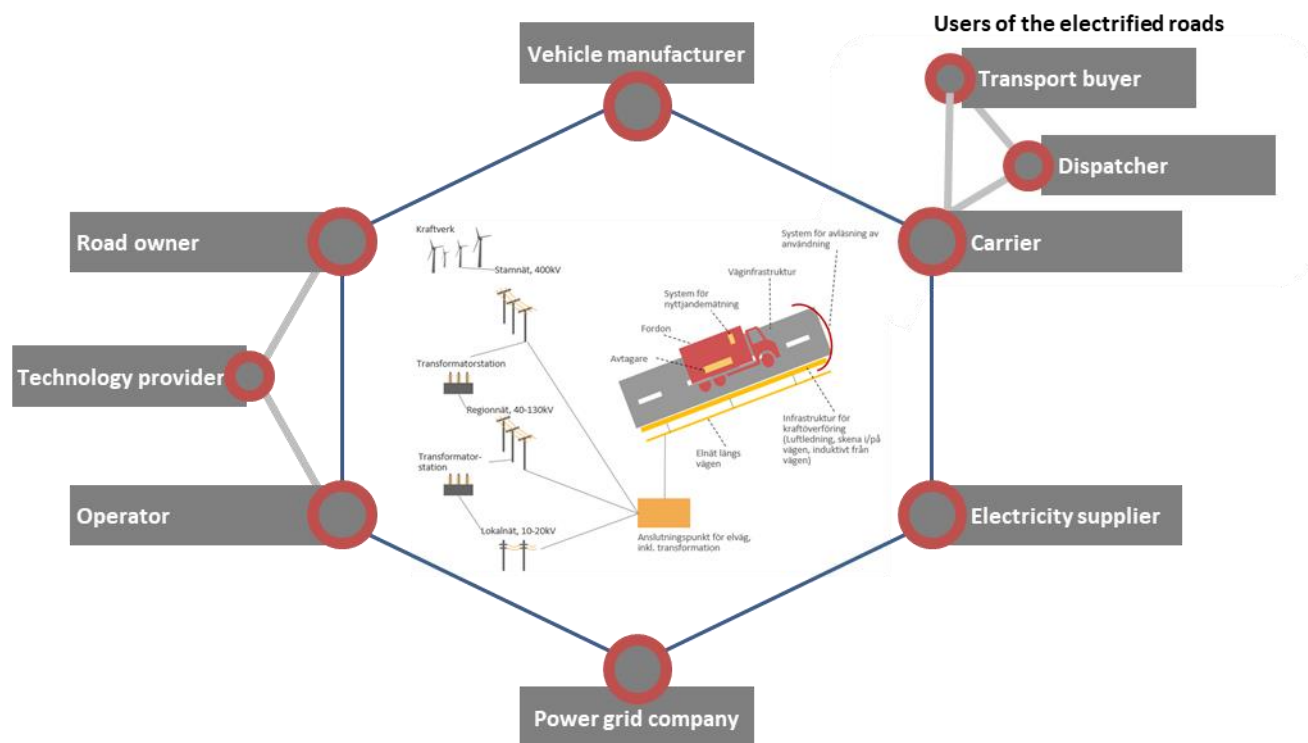 Users of the electrified roads
Vehicle manufacturer
Transport buyer
Dispatcher
Road owner
Carrier
Kraftverk
Stamnät, 400kV
System för avläsning av
användning
Väginfrastruktur
System för
nyttjandemätning
Fordon
Avtagare
Transformatorstation
Technology provider
Regionnät, 40-130kV
Infrastruktur för
kraftöverföring
(Luftledning, skena i/på
vägen, induktivt från
vägen)
Elnät längs
vägen
Transformator-
station
Operator
Electricity supplier
Lokalnät, 10-20kV
Anslutningspunkt för elväg,
inkl. transformation
Power grid company